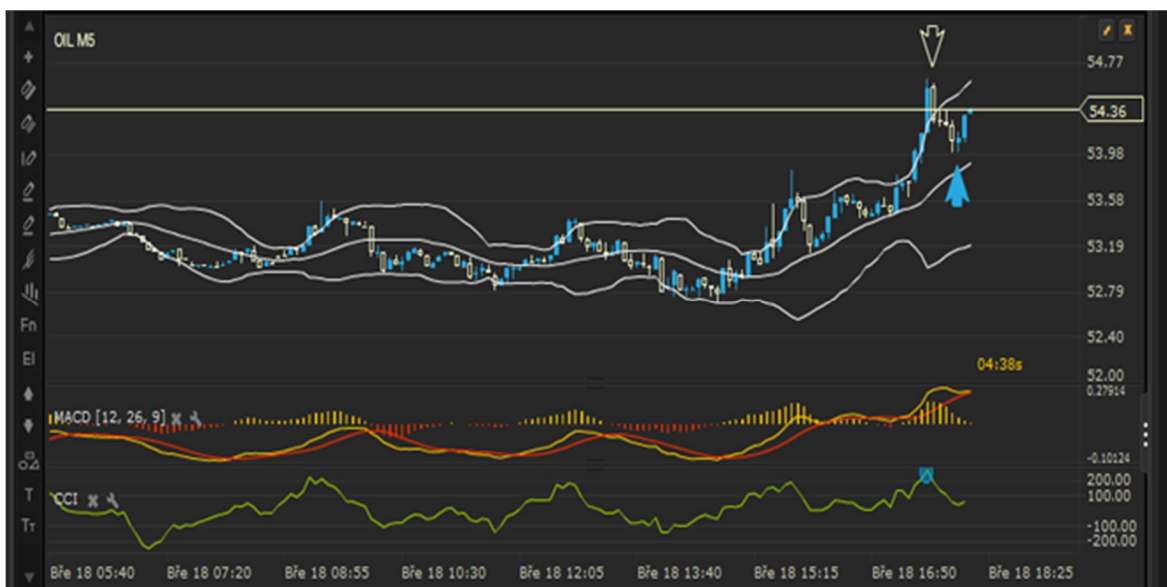 OIL M5
54.77
54.36
53.98
53.58
53.19
52.79
52.40
52.00
04:38s
Fn
El
T
TT
MACD [12, 26, 9]
0.27914
-0.10124
CCI
200.00
100.00
-100.00
-200.00
Bře 18 05:40 Bře 18 07:20 Bře 18 08:55 Bře 18 10:30 Bře 18 12:05 Bře 18 13:40 Bře 18 15:15 Bře 18 16:50 Bře 18 18:25